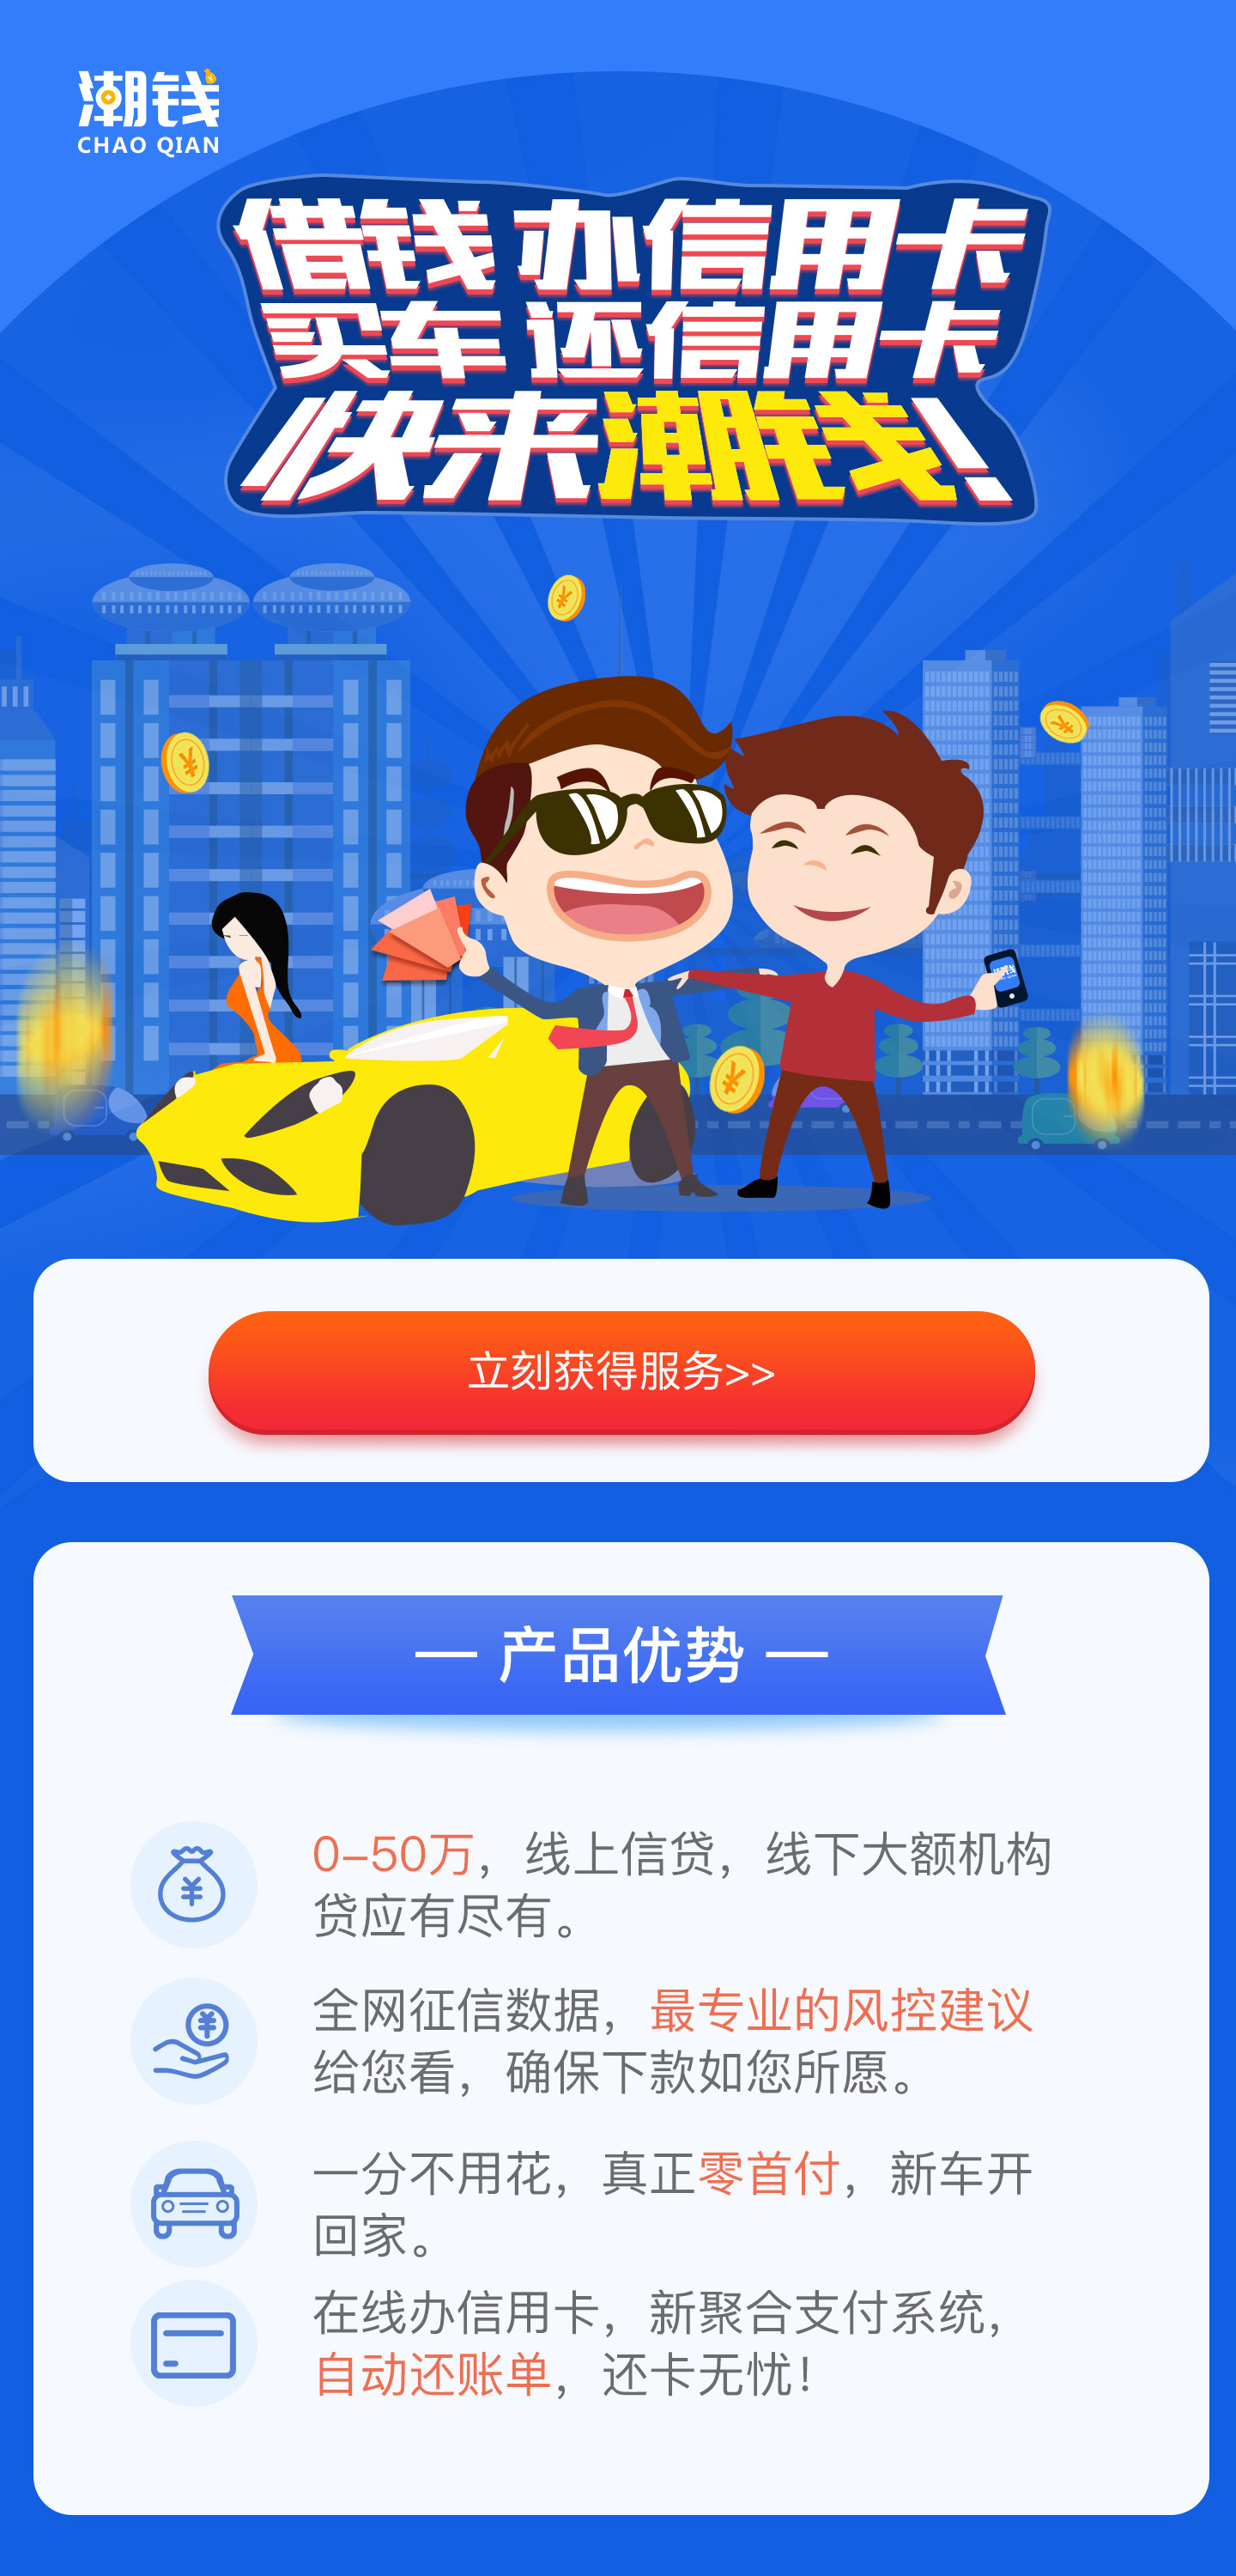 潮钱
CHAO QIAN
借钱 办信用卡
买车 还信用卡
快来潮钱!
立刻获得服务>>
— 产品优势 —
0-50万，线上信贷，线下大额机构
贷应有尽有。
全网征信数据，最专业的风控建议
给您看，确保下款如您所愿。
一分不用花，真正零首付，新车开
回家。
在线办信用卡，新聚合支付系统，
自动还账单，还卡无忧！